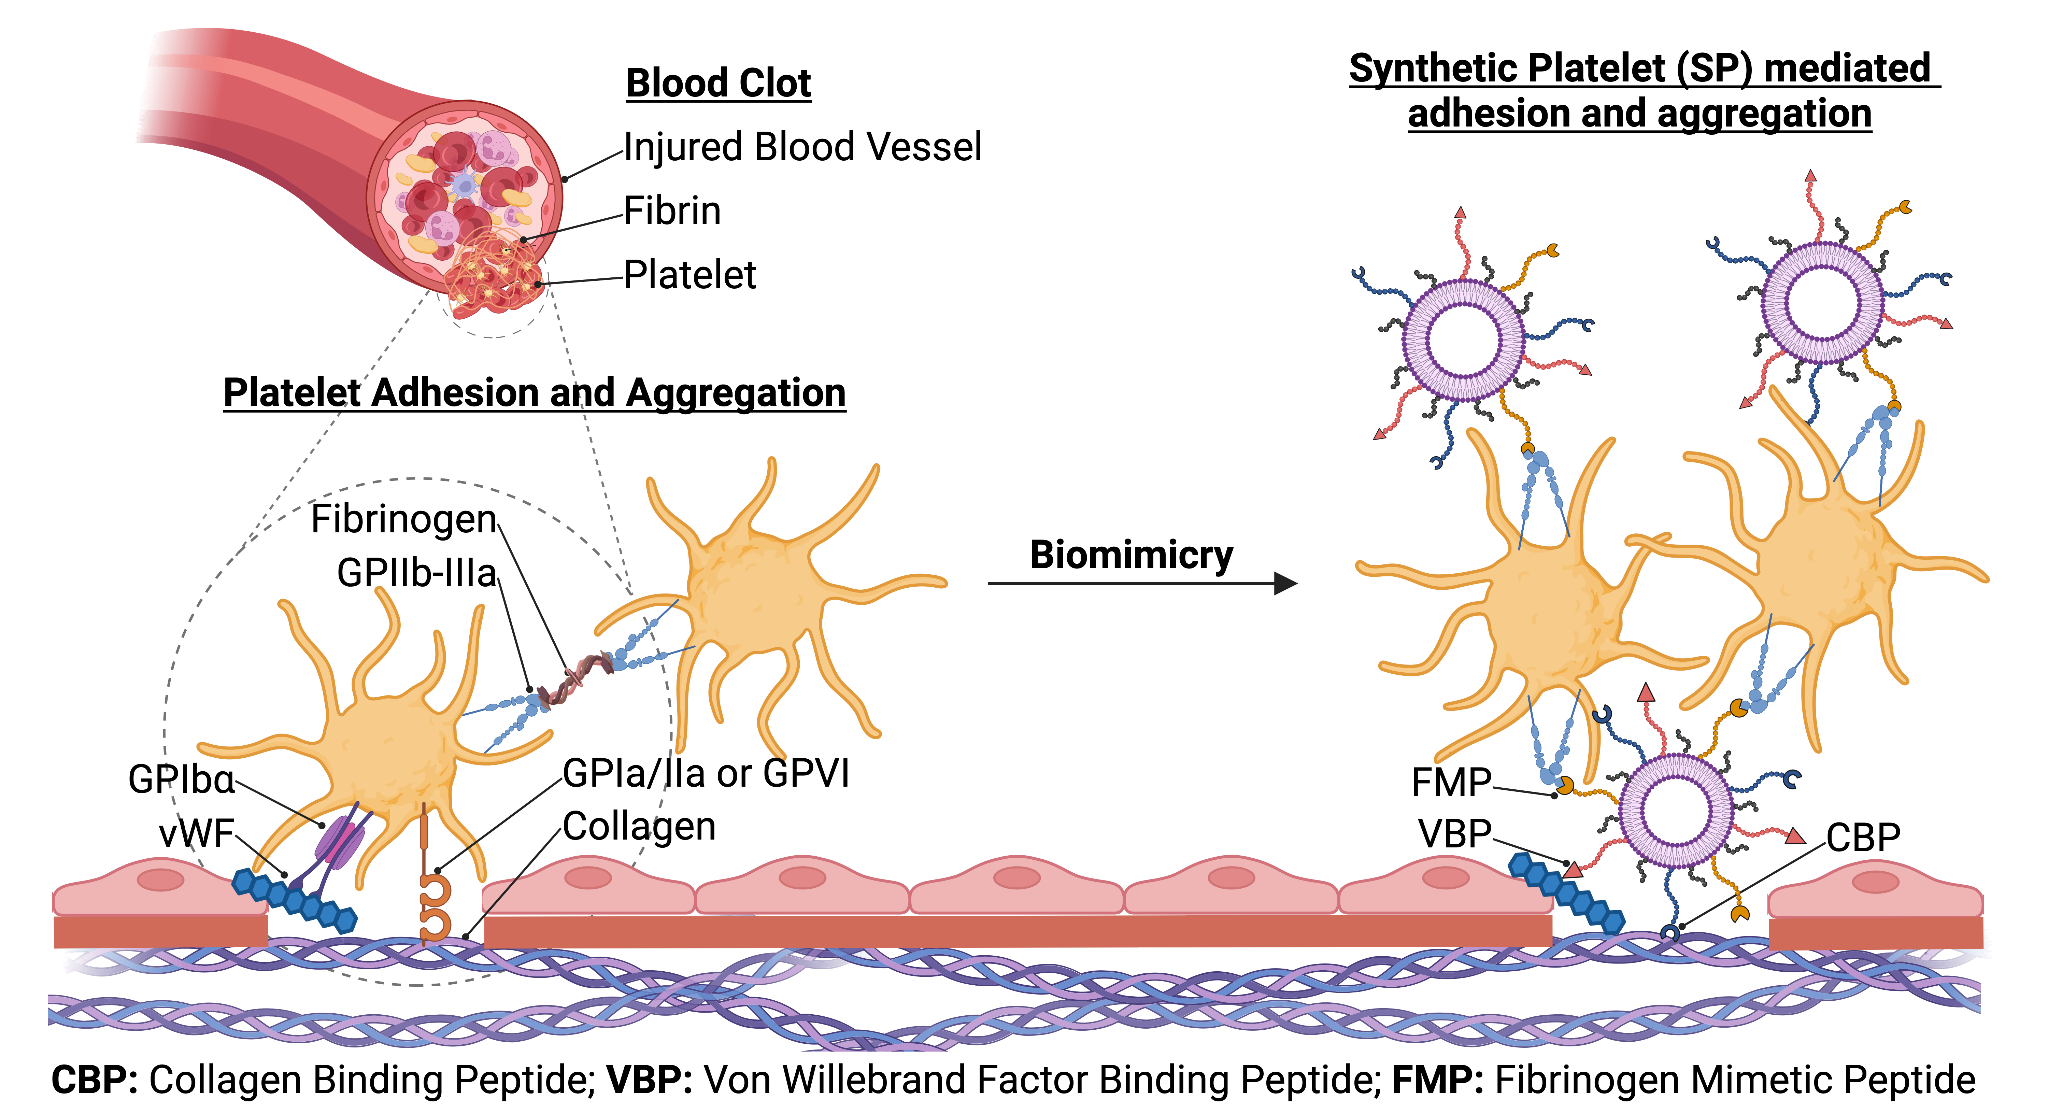 Blood Clot
Injured Blood Vessel
Fibrin
Platelet
Platelet Adhesion and Aggregation
Fibrinogen
GPIIb-IIIa
GPIbα
vWF
GPIa/IIa or GPVI
Collagen
Biomimicry
Synthetic Platelet (SP) mediated
adhesion and aggregation
FMP
VBP
CBP
CBP: Collagen Binding Peptide; VBP: Von Willebrand Factor Binding Peptide; FMP: Fibrinogen Mimetic Peptide